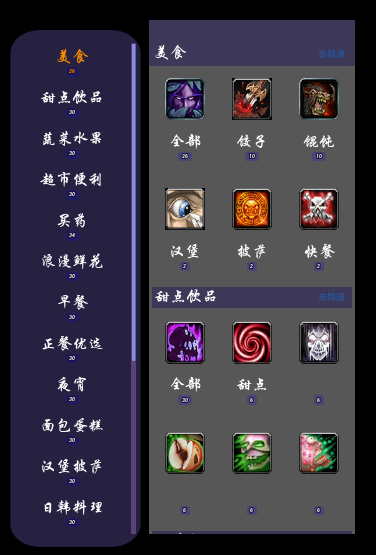 美食
26
甜点饮品
30
蔬菜水果
30
超市便利
30
买药
34
浪漫鲜花
30
早餐
30
正餐优选
30
夜宵
30
面包蛋糕
30
汉堡披萨
30
日韩料理
30
美食
全部 饺子 馄饨
26 10 10
汉堡 披萨 快餐
2 2 2
甜点饮品
全部 甜点
30 6 6
6 6 6